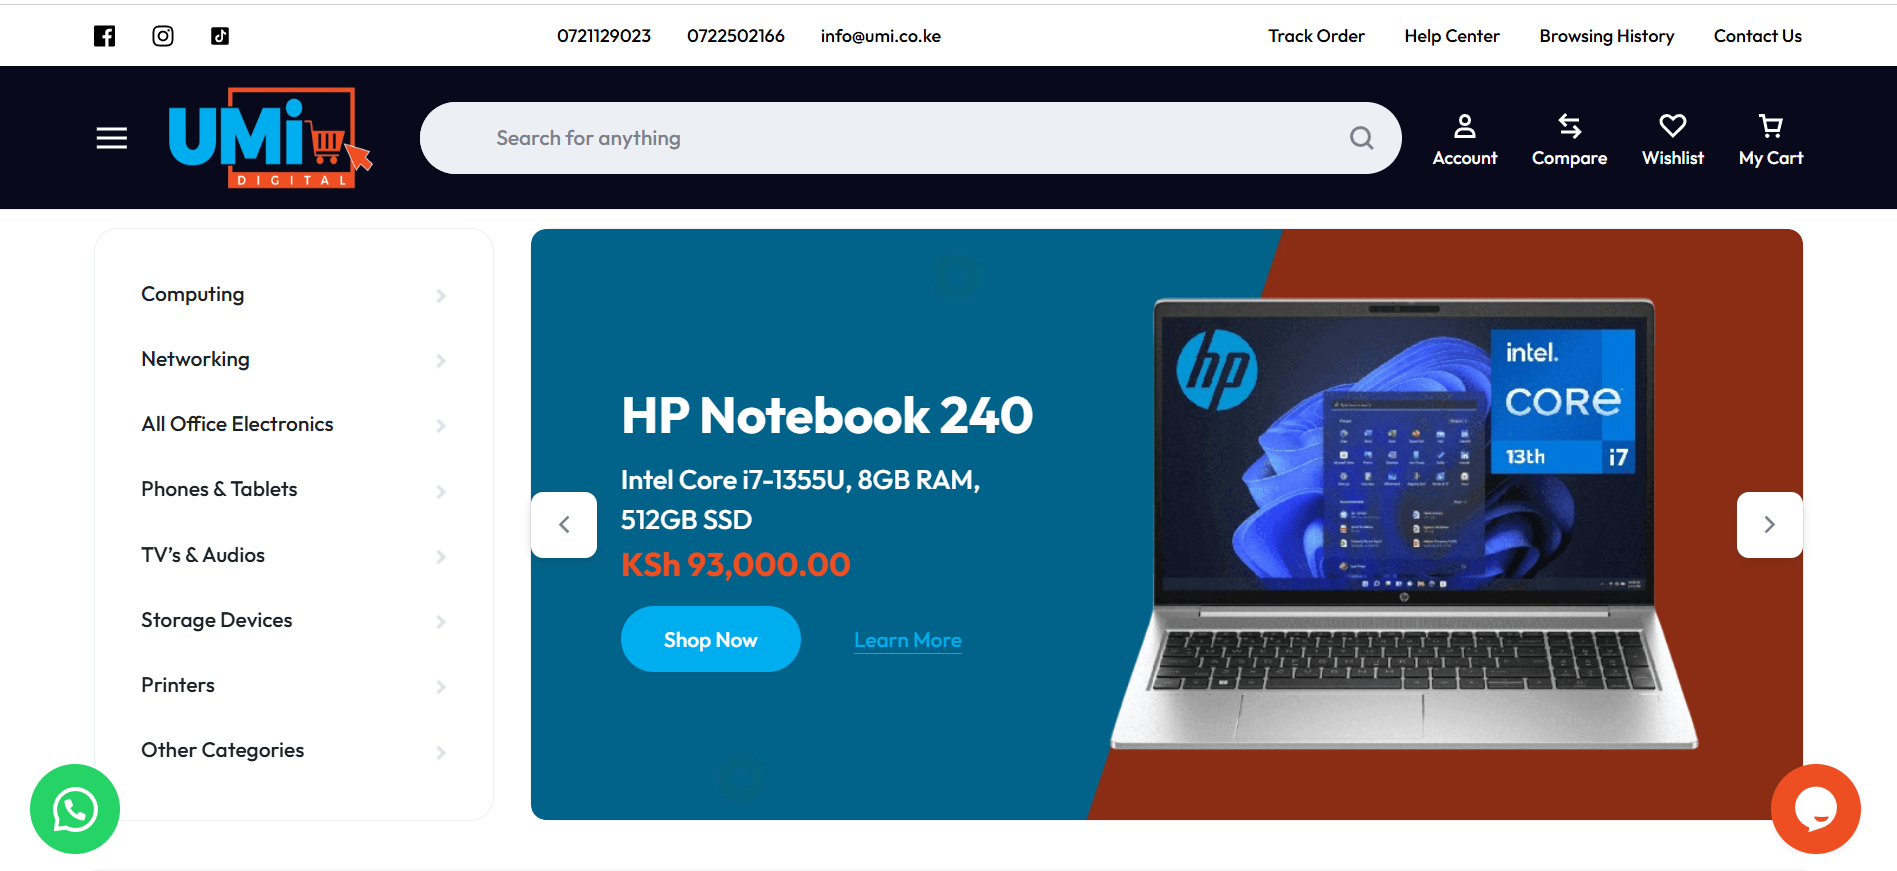 0721129023 0722502166 info@umi.co.ke Track Order Help Center Browsing History Contact Us
UMi
DIGITAL
Search for anything
Account Compare Wishlist My Cart
Computing
Networking
All Office Electronics
Phones & Tablets
TV's & Audios
Storage Devices
Printers
Other Categories
HP Notebook 240
Intel Core i7-1355U, 8GB RAM,
512GB SSD
KSh 93,000.00
Shop Now Learn More
hp
intel.
CORE
13th i7
hp